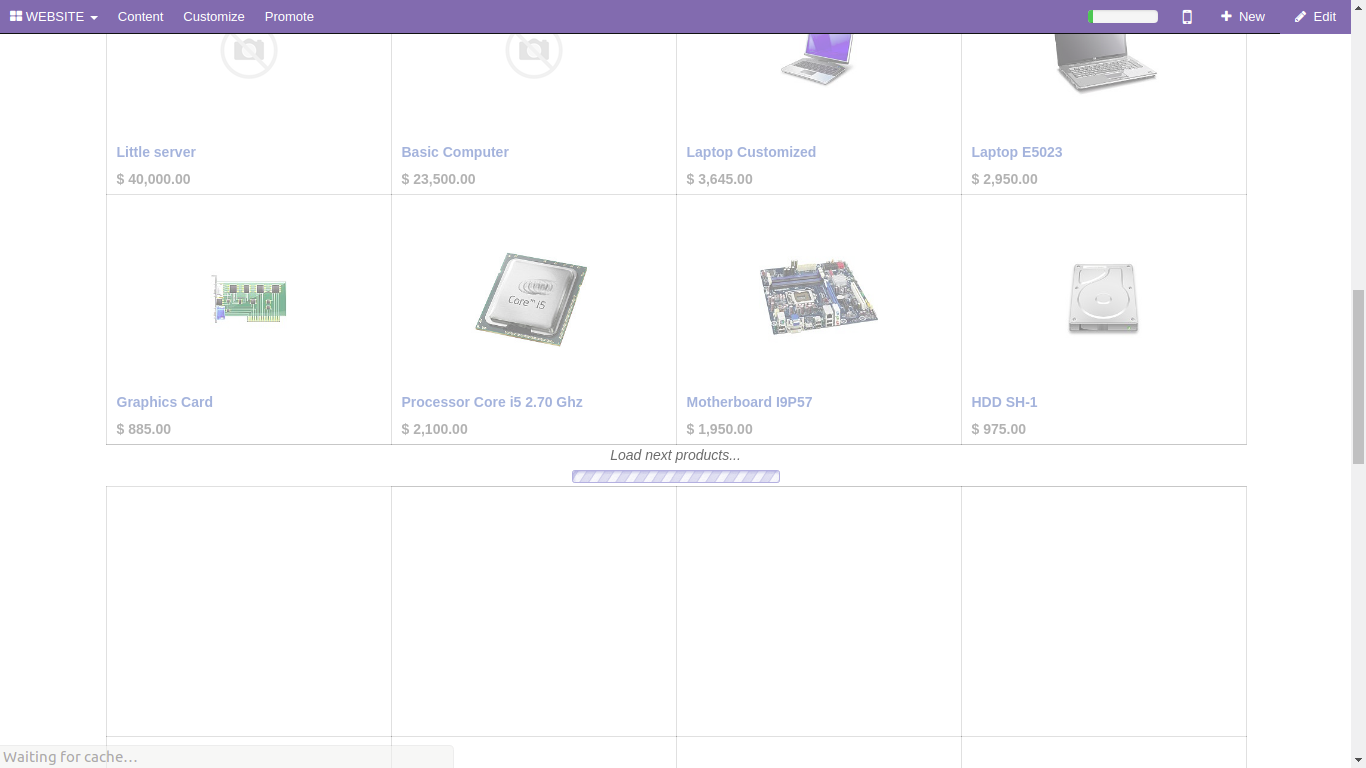 WEBSITE Content Customize Promote New Edit
Little server Basic Computer Laptop Customized Laptop E5023
$ 40,000.00 $ 23,500.00 $ 3,645.00 $ 2,950.00
Core™ i5
Graphics Card Processor Core i5 2.70 Ghz Motherboard I9P57 HDD SH-1
$ 885.00 $ 2,100.00 $ 1,950.00 $ 975.00
Load next products...
Waiting for cache…